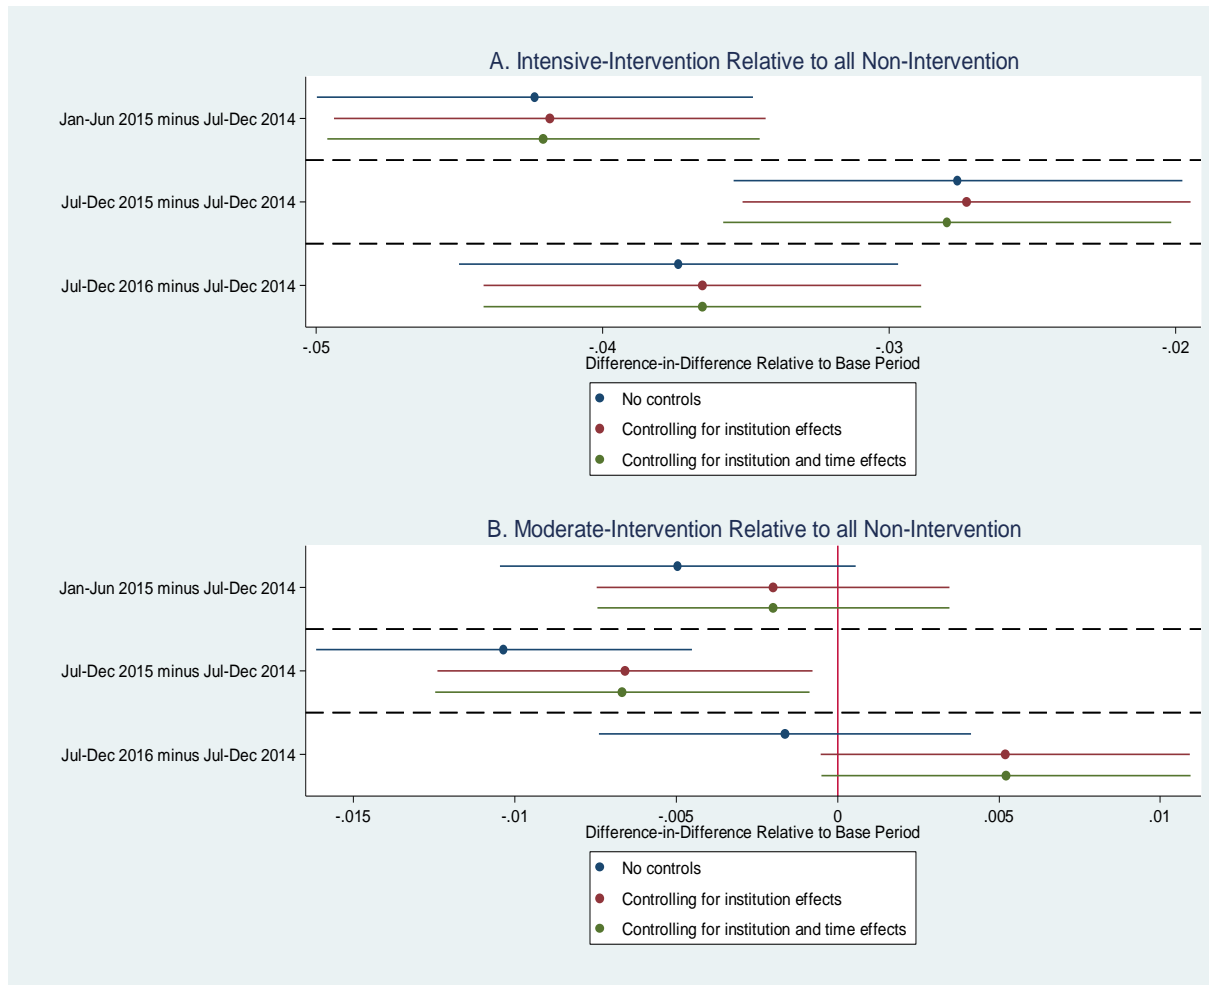 A. Intensive-Intervention Relative to all Non-Intervention
Jan-Jun 2015 minus Jul-Dec 2014
Jul-Dec 2015 minus Jul-Dec 2014
Jul-Dec 2016 minus Jul-Dec 2014
-.05 -.04 -.03 -.02
Difference-in-Difference Relative to Base Period
No controls
Controlling for institution effects
Controlling for institution and time effects
B. Moderate-Intervention Relative to all Non-Intervention
Jan-Jun 2015 minus Jul-Dec 2014
Jul-Dec 2015 minus Jul-Dec 2014
Jul-Dec 2016 minus Jul-Dec 2014
-.015 -.01 -.005 0 .005 .01
Difference-in-Difference Relative to Base Period
No controls
Controlling for institution effects
Controlling for institution and time effects